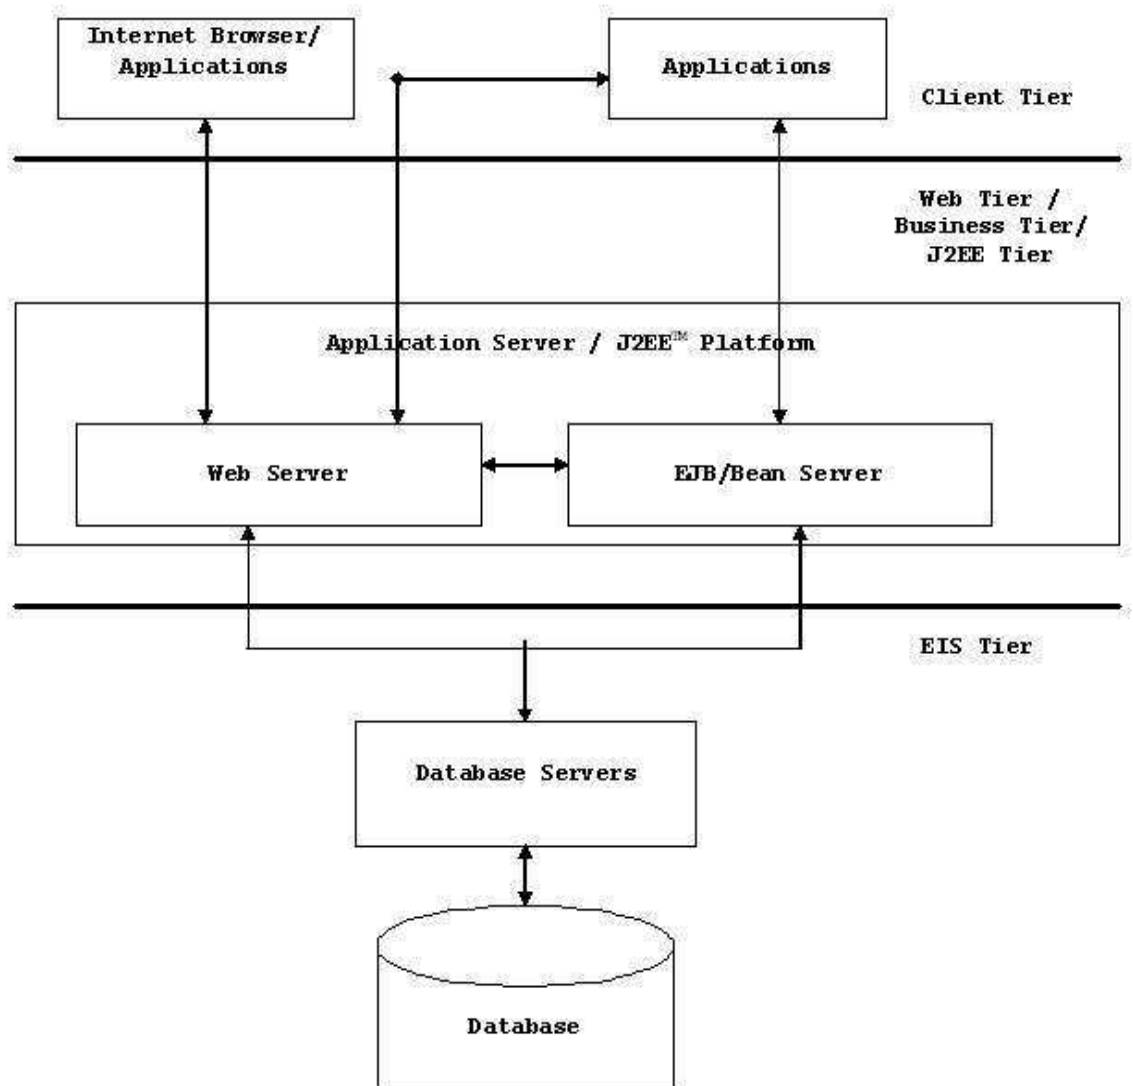 Internet Browser/
Applications
Applications
Client Tier
Web Tier /
Business Tier/
J2EE Tier
Application Server / J2EE™ Platform
Web Server
EJB/Bean Server
EIS Tier
Database Servers
Database